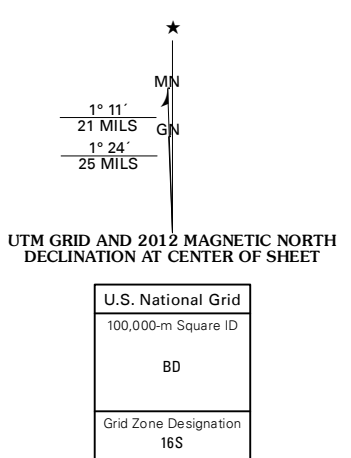 ★
MN
1° 11´
21 MILS
GN
1° 24´
25 MILS
UTM GRID AND 2012 MAGNETIC NORTH
DECLINATION AT CENTER OF SHEET
U.S. National Grid
100,000-m Square ID
BD
Grid Zone Designation
16S